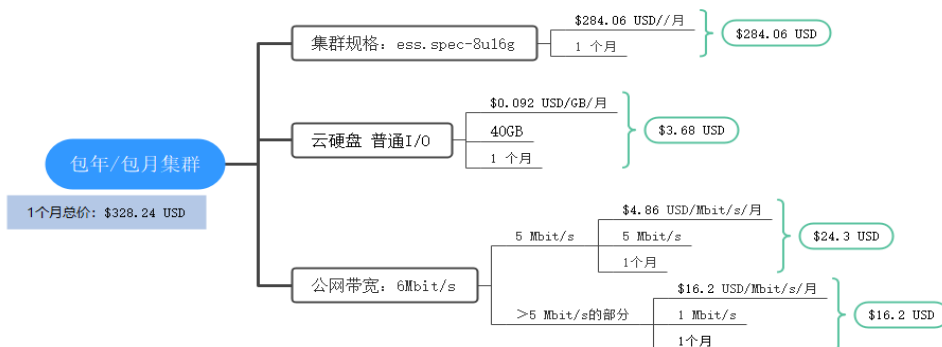 包年/包月集群
1个月总价：$328.24 USD
集群规格：ess.spec-8u16g
$284.06 USD//月
1 个月
$284.06 USD
云硬盘 普通I/O
$0.092 USD/GB/月
40GB
1 个月
$3.68 USD
公网带宽：6Mbit/s
5 Mbit/s
$4.86 USD/Mbit/s/月
5 Mbit/s
1个月
$24.3 USD
＞5 Mbit/s的部分
$16.2 USD/Mbit/s/月
1 Mbit/s
1个月
$16.2 USD